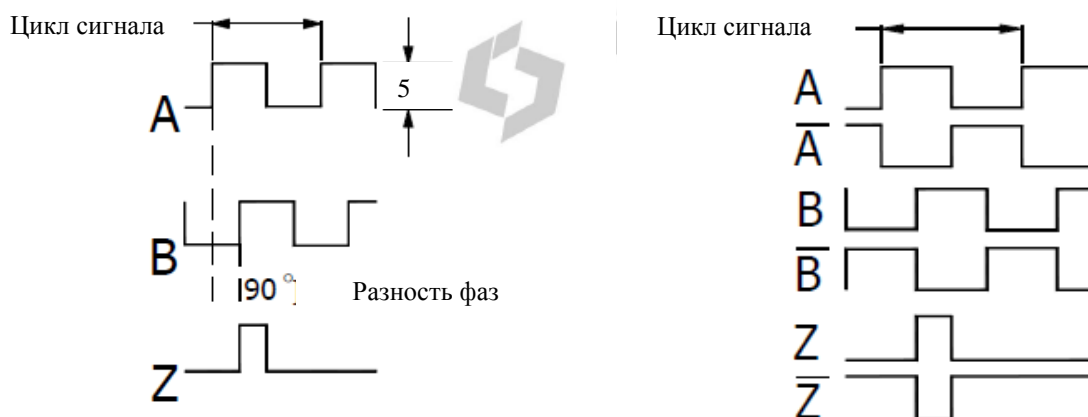 Цикл сигнала
5
A
B
90°
Разность фаз
Z
Цикл сигнала
A
A̅
B
B̅
Z
Z̅